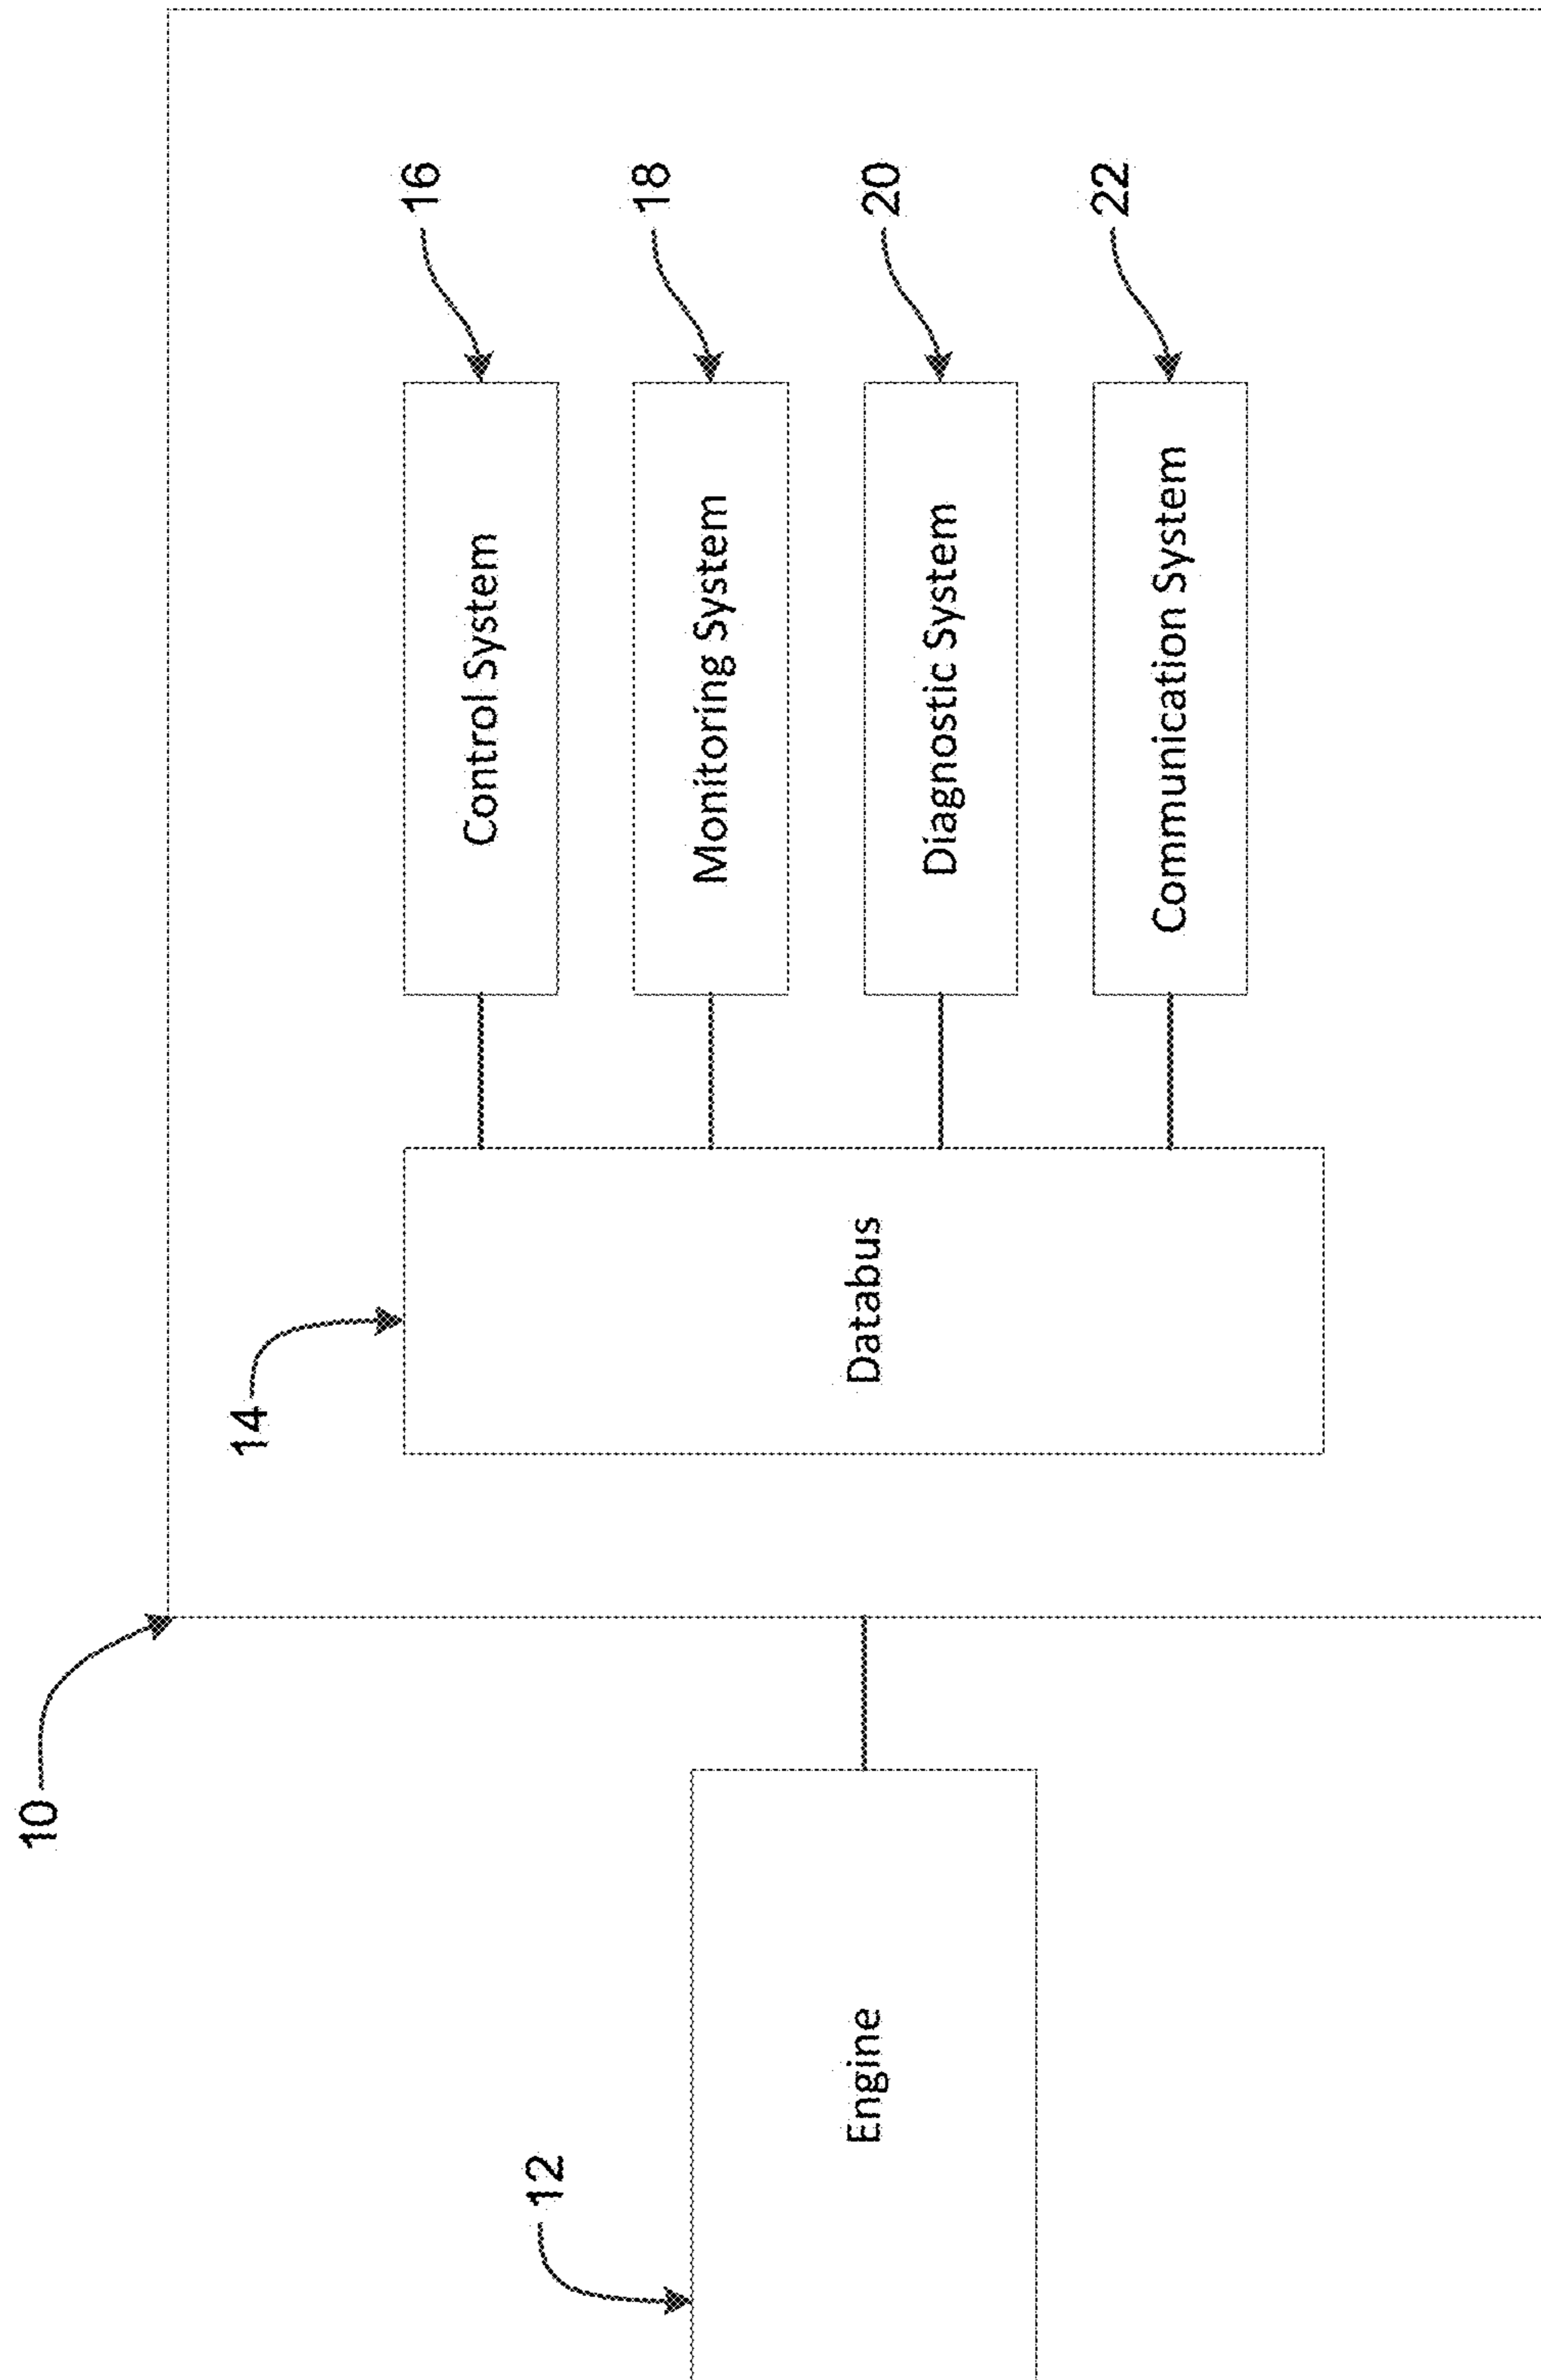 10
12
Engine
14
Databus
16
Control System
18
Monitoring System
20
Diagnostic System
22
Communication System